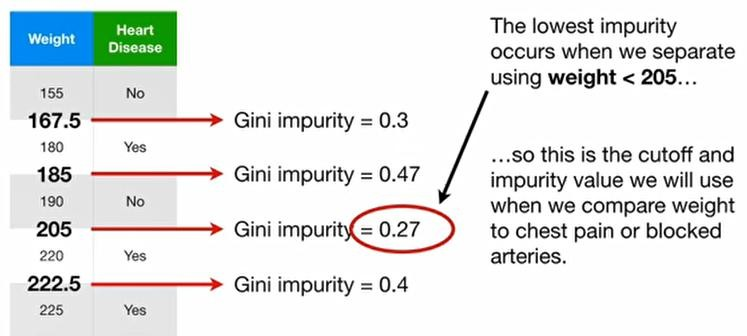 Weight
Heart
Disease
155 No
167.5 Gini impurity = 0.3
180 Yes
185 Gini impurity = 0.47
190 No
205 Gini impurity = 0.27
220 Yes
222.5 Gini impurity = 0.4
225 Yes
The lowest impurity
occurs when we separate
using weight < 205...
...so this is the cutoff and
impurity value we will use
when we compare weight
to chest pain or blocked
arteries.